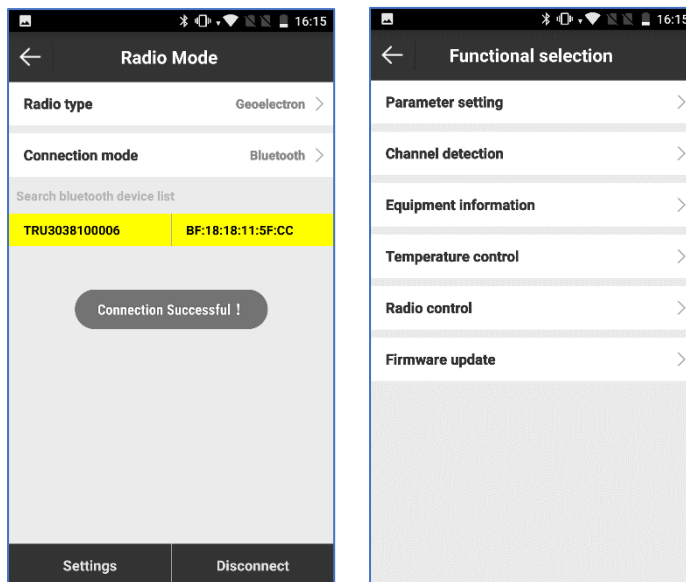 16:15
Radio Mode
Radio type Geoelectron
Connection mode Bluetooth
Search bluetooth device list
TRU3038100006 BF:18:18:11:5F:CC
Connection Successful !
Settings Disconnect
16:15
Functional selection
Parameter setting
Channel detection
Equipment information
Temperature control
Radio control
Firmware update